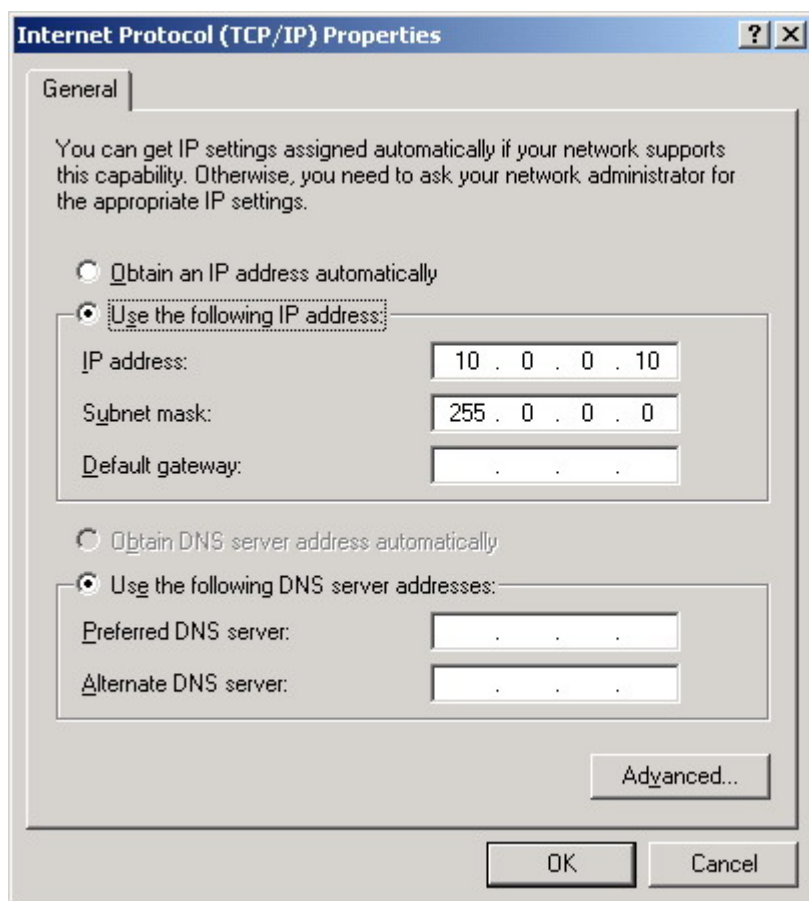 Internet Protocol (TCP/IP) Properties
General
You can get IP settings assigned automatically if your network supports
this capability. Otherwise, you need to ask your network administrator for
the appropriate IP settings.
Obtain an IP address automatically
Use the following IP address:
IP address: 10 . 0 . 0 . 10
Subnet mask: 255 . 0 . 0 . 0
Default gateway: . . .
Obtain DNS server address automatically
Use the following DNS server addresses:
Preferred DNS server: . . .
Alternate DNS server: . . .
Advanced...
OK Cancel